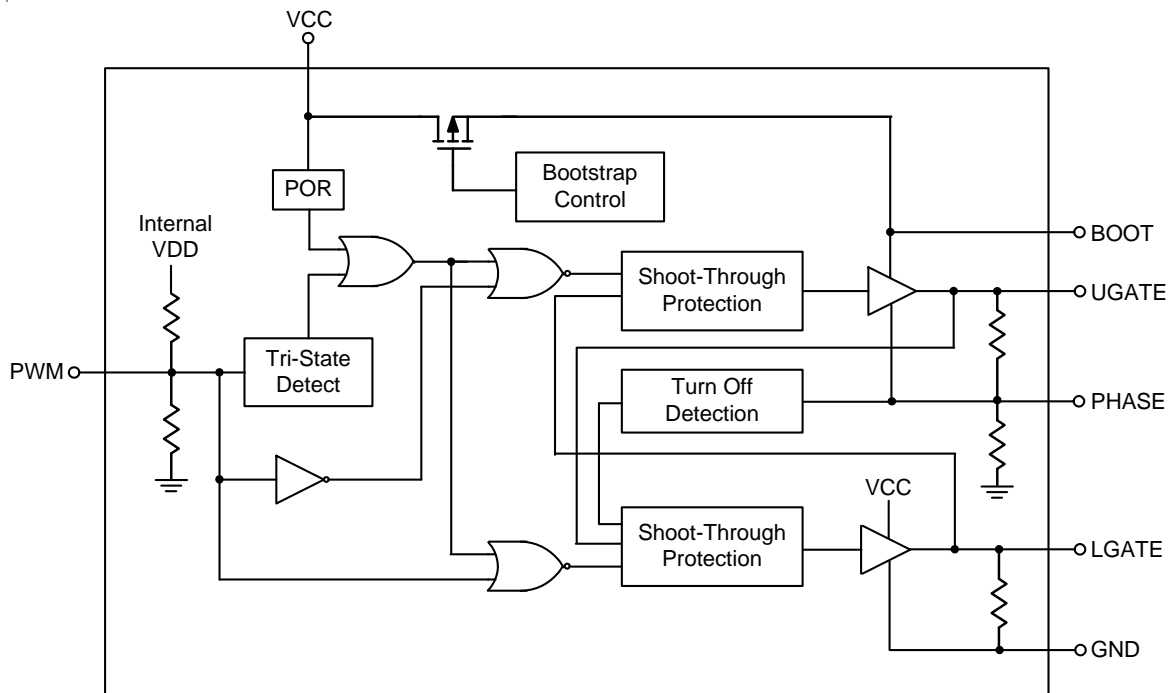 VCC
POR
Bootstrap
Control
Internal
VDD
BOOT
Shoot-Through
Protection
UGATE
PWM
Tri-State
Detect
Turn Off
Detection
PHASE
VCC
Shoot-Through
Protection
LGATE
GND